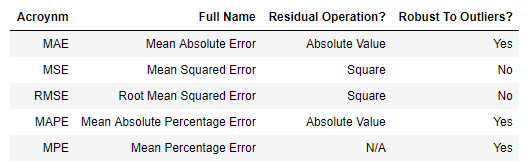 Acroynm Full Name Residual Operation? Robust To Outliers?
MAE Mean Absolute Error Absolute Value Yes
MSE Mean Squared Error Square No
RMSE Root Mean Squared Error Square No
MAPE Mean Absolute Percentage Error Absolute Value Yes
MPE Mean Percentage Error N/A Yes